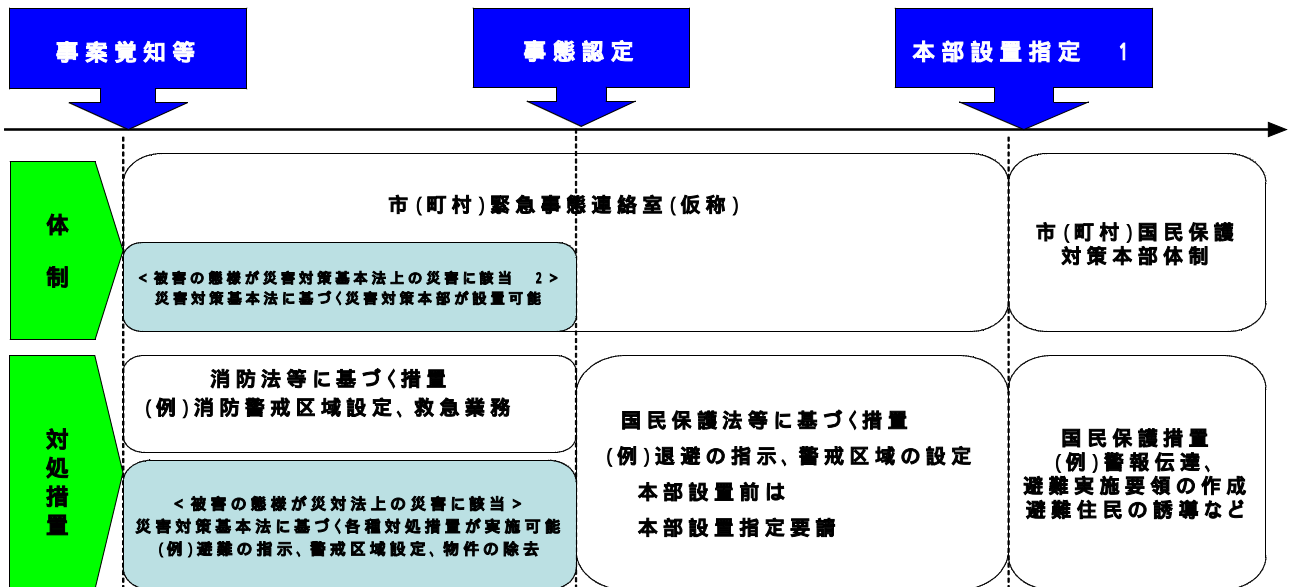 事案覚知等
事態認定
本部設置指定 1
体制
市(町村)緊急事態連絡室(仮称)
<被害の態様が災害対策基本法上の災害に該当 2>
災害対策基本法に基づく災害対策本部が設置可能
市(町村)国民保護
対策本部体制
対処措置
消防法等に基づく措置
(例)消防警戒区域設定、救急業務
<被害の態様が災対法上の災害に該当>
災害対策基本法に基づく各種対処措置が実施可能
(例)避難の指示、警戒区域設定、物件の除去
国民保護法等に基づく措置
(例)退避の指示、警戒区域の設定
本部設置前は
本部設置指定要請
国民保護措置
(例)警報伝達、
避難実施要領の作成
避難住民の誘導など